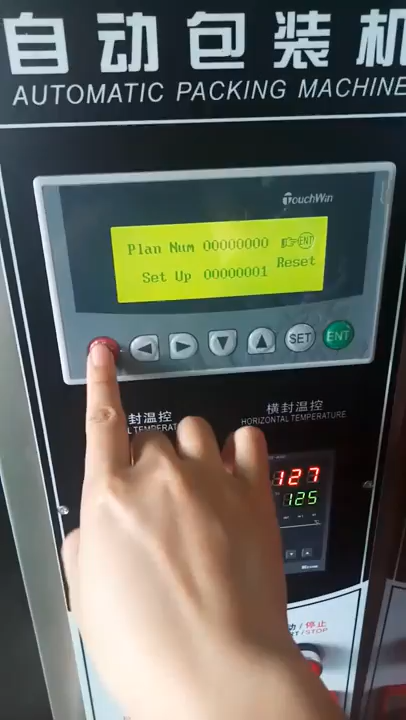 自动包装机
AUTOMATIC PACKING MACHINE
TouchWin
Plan Num 00000000 ENT
Reset
Set Up 00000001
SET ENT
封温控
横封温控
HORIZONTAL TEMPERATURE
127
125
停止
STOP